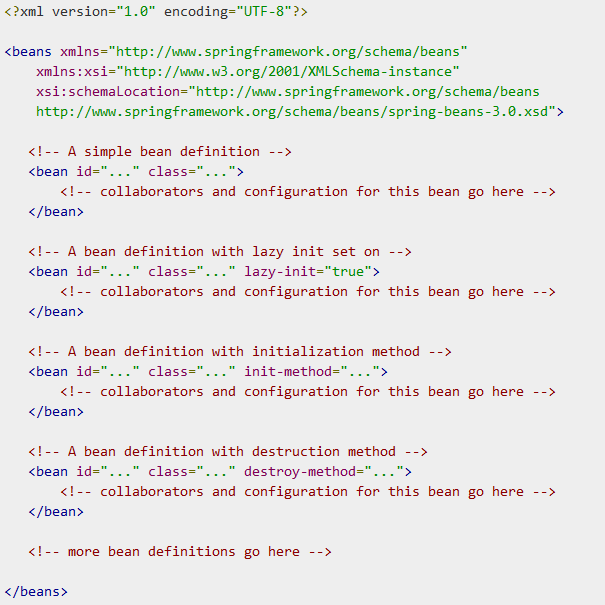 <?xml version="1.0" encoding="UTF-8"?>

<beans xmlns="http://www.springframework.org/schema/beans"
    xmlns:xsi="http://www.w3.org/2001/XMLSchema-instance"
    xsi:schemaLocation="http://www.springframework.org/schema/beans
    http://www.springframework.org/schema/beans/spring-beans-3.0.xsd">

   <!-- A simple bean definition -->
   <bean id="..." class="...">
       <!-- collaborators and configuration for this bean go here -->
   </bean>

   <!-- A bean definition with lazy init set on -->
   <bean id="..." class="..." lazy-init="true">
       <!-- collaborators and configuration for this bean go here -->
   </bean>

   <!-- A bean definition with initialization method -->
   <bean id="..." class="..." init-method="...">
       <!-- collaborators and configuration for this bean go here -->
   </bean>

   <!-- A bean definition with destruction method -->
   <bean id="..." class="..." destroy-method="...">
       <!-- collaborators and configuration for this bean go here -->
   </bean>

   <!-- more bean definitions go here -->

</beans>